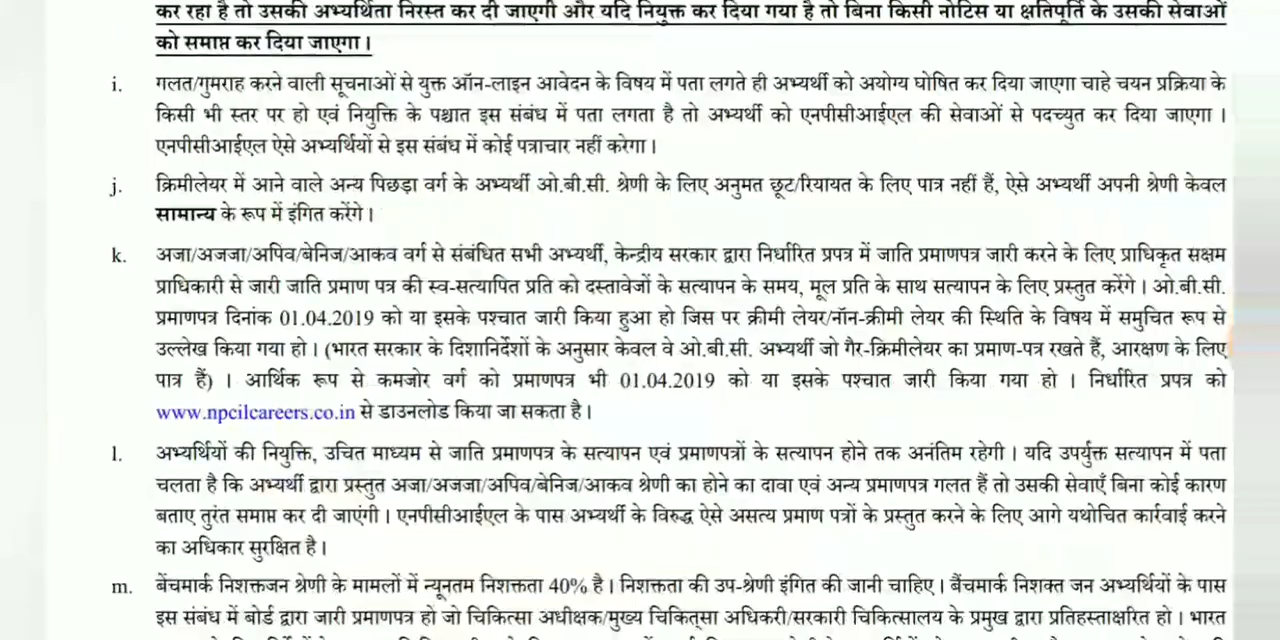 कर रहा है तो उसकी अभ्यर्थिता निरस्त कर दी जाएगी और यदि नियुक्त कर दिया गया है तो बिना किसी नोटिस या क्षतिपूर्ति के उसकी सेवाओं
को समाप्त कर दिया जाएगा।
i. गलत/गुमराह करने वाली सूचनाओं से युक्त ऑन-लाइन आवेदन के विषय में पता लगते ही अभ्यर्थी को अयोग्य घोषित कर दिया जाएगा चाहे चयन प्रक्रिया के
किसी भी स्तर पर हो एवं नियुक्ति के पश्चात इस संबंध में पता लगता है तो अभ्यर्थी को एनपीसीआईएल की सेवाओं से पदच्युत कर दिया जाएगा ।
एनपीसीआईएल ऐसे अभ्यर्थियों से इस संबंध में कोई पत्राचार नहीं करेगा ।
j. क्रिमीलेयर में आने वाले अन्य पिछड़ा वर्ग के अभ्यर्थी ओ.बी.सी. श्रेणी के लिए अनुमत छूट/रियायत के लिए पात्र नहीं हैं, ऐसे अभ्यर्थी अपनी श्रेणी केवल
सामान्य के रूप में इंगित करेंगे ।
k. अजा/अजजा/अपिव/बेनिज/आकव वर्ग से संबंधित सभी अभ्यर्थी, केन्द्रीय सरकार द्वारा निर्धारित प्रपत्र में जाति प्रमाणपत्र जारी करने के लिए प्राधिकृत सक्षम
प्राधिकारी से जारी जाति प्रमाण पत्र की स्व-सत्यापित प्रति को दस्तावेजों के सत्यापन के समय, मूल प्रति के साथ सत्यापन के लिए प्रस्तुत करेंगे । ओ.बी.सी.
प्रमाणपत्र दिनांक 01.04.2019 को या इसके पश्चात जारी किया हुआ हो जिस पर क्रीमी लेयर/नॉन-क्रीमी लेयर की स्थिति के विषय में समुचित रूप से
उल्लेख किया गया हो । (भारत सरकार के दिशानिर्देशों के अनुसार केवल वे ओ.बी.सी. अभ्यर्थी जो गैर-क्रिमीलेयर का प्रमाण-पत्र रखते हैं, आरक्षण के लिए
पात्र हैं) । आर्थिक रूप से कमजोर वर्ग को प्रमाणपत्र भी 01.04.2019 को या इसके पश्चात जारी किया गया हो । निर्धारित प्रपत्र को
www.npcilcareers.co.in से डाउनलोड किया जा सकता है ।
l. अभ्यर्थियों की नियुक्ति, उचित माध्यम से जाति प्रमाणपत्र के सत्यापन एवं प्रमाणपत्रों के सत्यापन होने तक अनंतिम रहेगी । यदि उपर्युक्त सत्यापन में पता
चलता है कि अभ्यर्थी द्वारा प्रस्तुत अजा/अजजा/अपिव/बेनिज/आकव श्रेणी का होने का दावा एवं अन्य प्रमाणपत्र गलत हैं तो उसकी सेवाएँ बिना कोई कारण
बताए तुरंत समाप्त कर दी जाएंगी । एनपीसीआईएल के पास अभ्यर्थी के विरुद्ध ऐसे असत्य प्रमाण पत्रों के प्रस्तुत करने के लिए आगे यथोचित कार्रवाई करने
का अधिकार सुरक्षित है ।
m. बेंचमार्क निशक्तजन श्रेणी के मामलों में न्यूनतम निशक्तता 40% है । निशक्तता की उप-श्रेणी इंगित की जानी चाहिए । बैंचमार्क निशक्त जन अभ्यर्थियों के पास
इस संबंध में बोर्ड द्वारा जारी प्रमाणपत्र हो जो चिकित्सा अधीक्षक/मुख्य चिकित्सा अधिकरी/सरकारी चिकित्सालय के प्रमुख द्वारा प्रतिहस्ताक्षरित हो । भारत